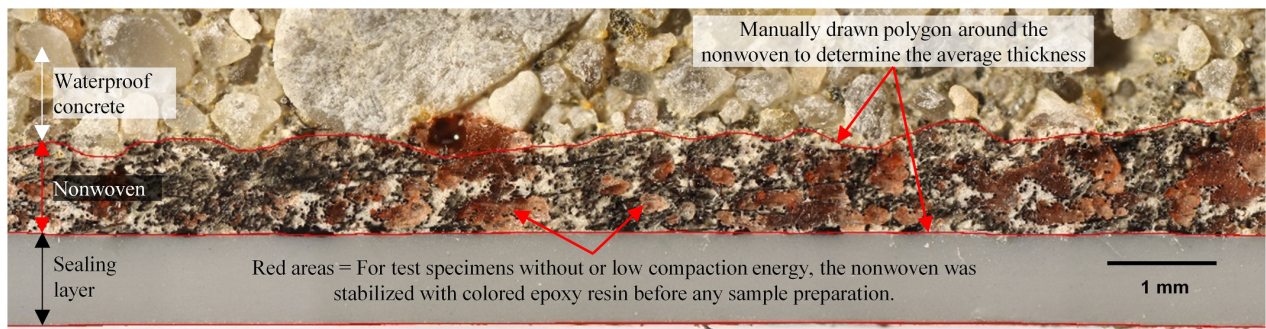 Manually drawn polygon around the
nonwoven to determine the average thickness
Waterproof
concrete
Nonwoven
Sealing
layer
Red areas = For test specimens without or low compaction energy, the nonwoven was
stabilized with colored epoxy resin before any sample preparation.
1 mm